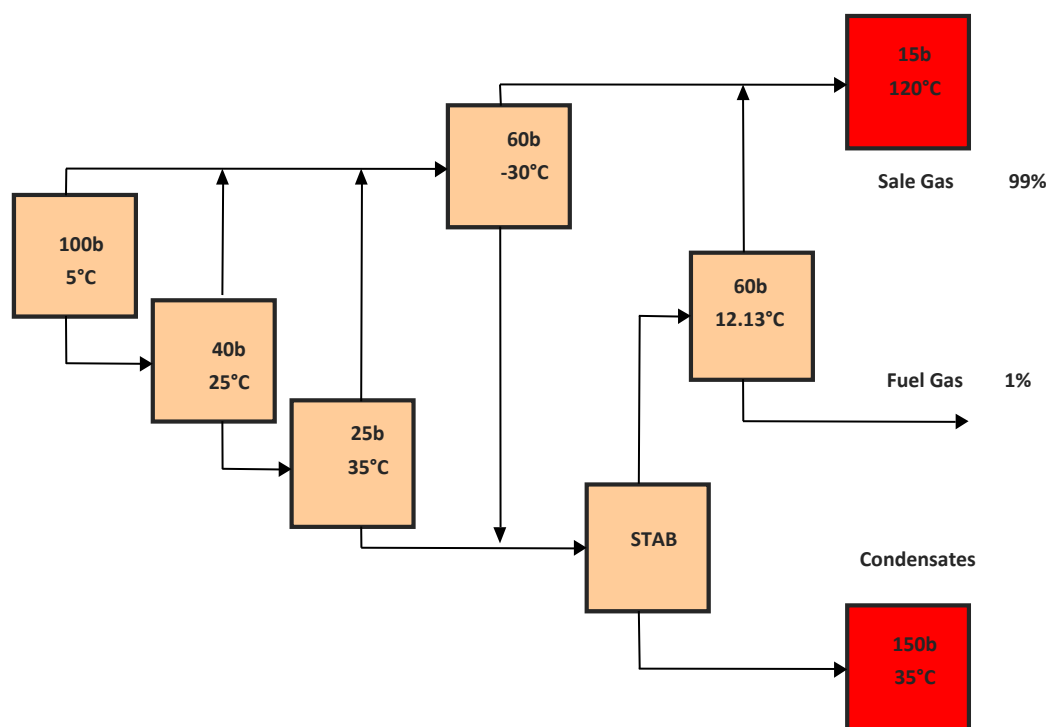 15b
120°C
60b
-30°C
Sale Gas 99%
100b
5°C
60b
12.13°C
40b
25°C
Fuel Gas 1%
25b
35°C
STAB
Condensates
150b
35°C